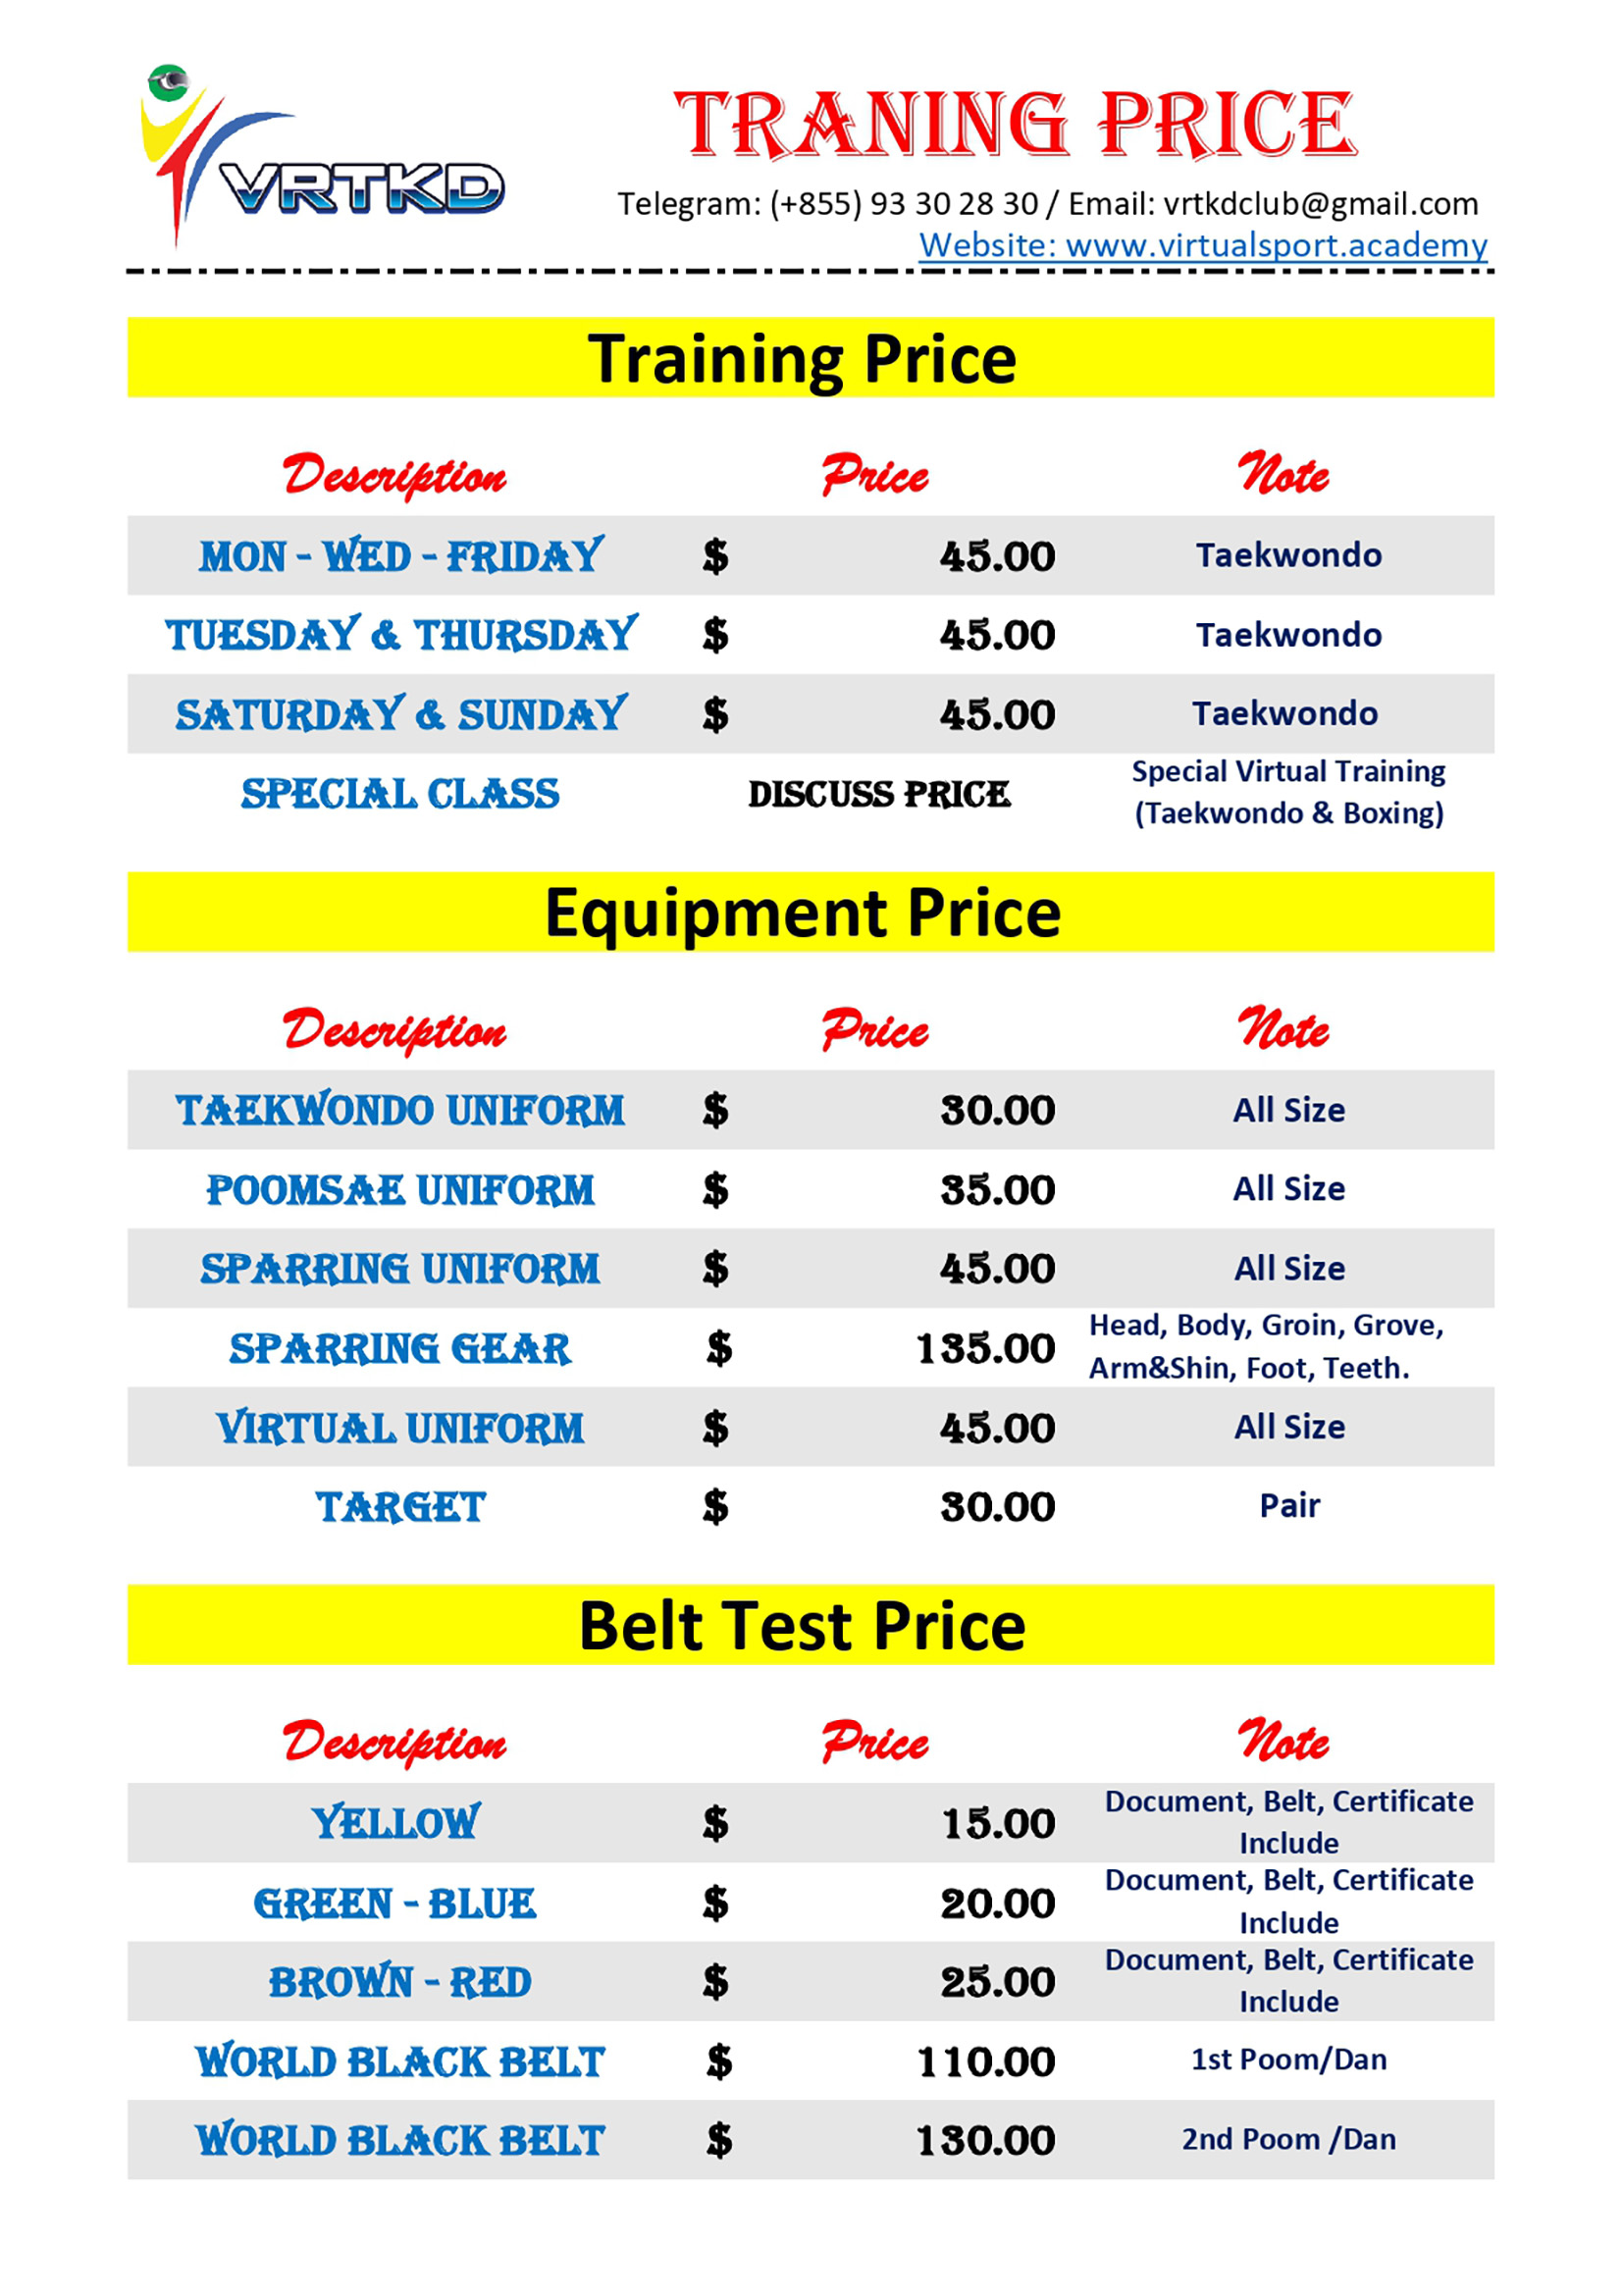 VRTKD
TRANING PRICE
Telegram: (+855) 93 30 28 30 / Email: vrtkdclub@gmail.com
Website: www.virtualsport.academy
Training Price
Description Price Note
MON - WED - FRIDAY $ 45.00 Taekwondo
TUESDAY & THURSDAY $ 45.00 Taekwondo
SATURDAY & SUNDAY $ 45.00 Taekwondo
SPECIAL CLASS DISCUSS PRICE Special Virtual Training
(Taekwondo & Boxing)
Equipment Price
Description Price Note
TAEKWONDO UNIFORM $ 30.00 All Size
POOMSAE UNIFORM $ 35.00 All Size
SPARRING UNIFORM $ 45.00 All Size
SPARRING GEAR $ 135.00 Head, Body, Groin, Grove,
Arm&Shin, Foot, Teeth.
VIRTUAL UNIFORM $ 45.00 All Size
TARGET $ 30.00 Pair
Belt Test Price
Description Price Note
YELLOW $ 15.00 Document, Belt, Certificate
Include
GREEN - BLUE $ 20.00 Document, Belt, Certificate
Include
BROWN - RED $ 25.00 Document, Belt, Certificate
Include
WORLD BLACK BELT $ 110.00 1st Poom/Dan
WORLD BLACK BELT $ 130.00 2nd Poom /Dan